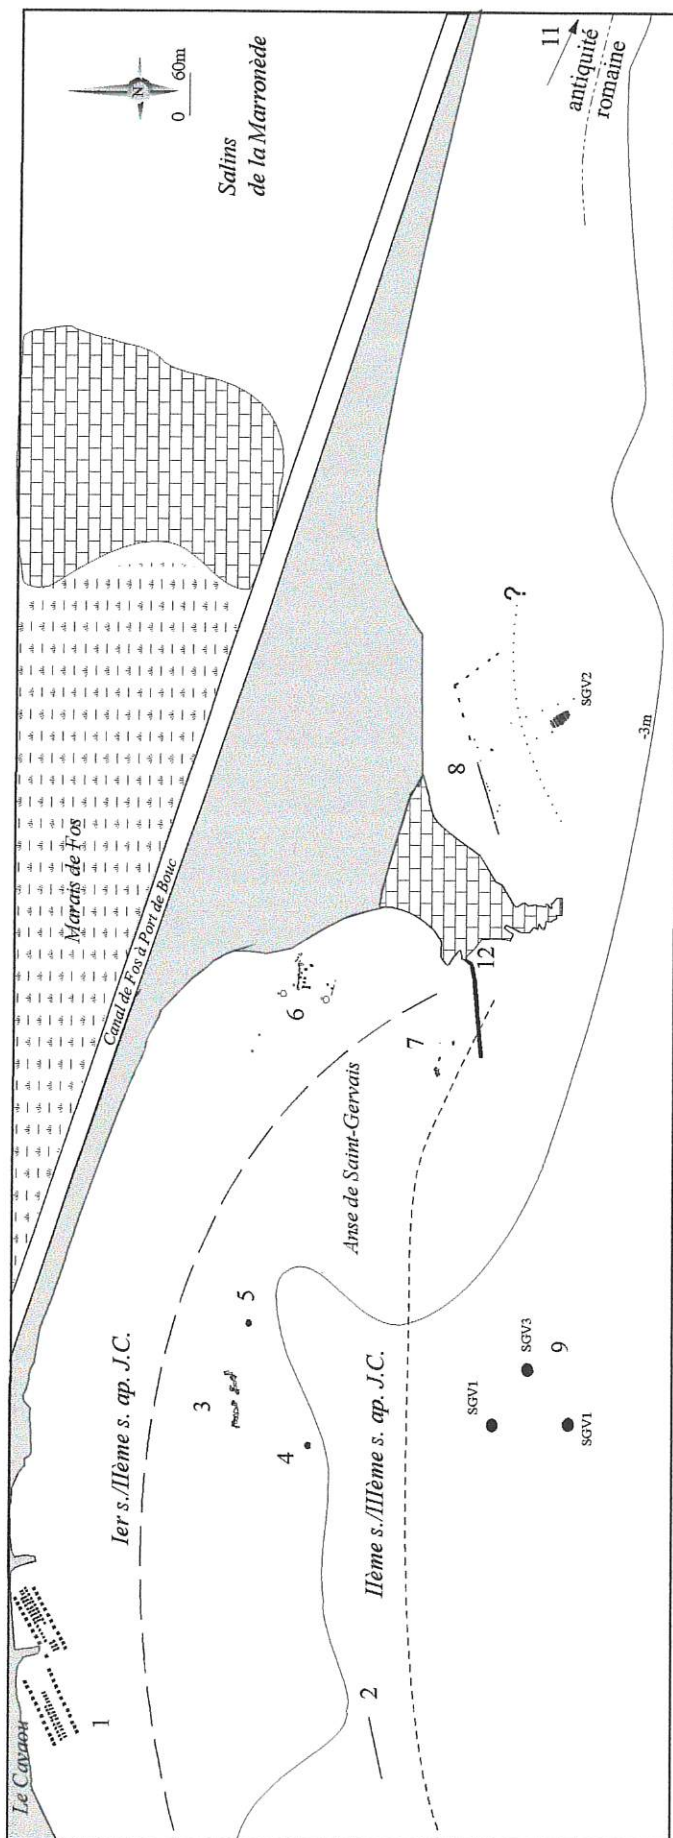 Le Cavaou
1
Marais de Fos
Canal de Fos à Port de Bouc
Salins
de la Marronède
N
0 60m
Ier s./IIème s. ap. J.C.
3
5
4
6
7
Anse de Saint-Gervais
2
IIème s./IIIème s. ap. J.C.
12
8
?
SGV2
-3m
SGV1
SGV3
9
SGV1
11
antiquité
romaine